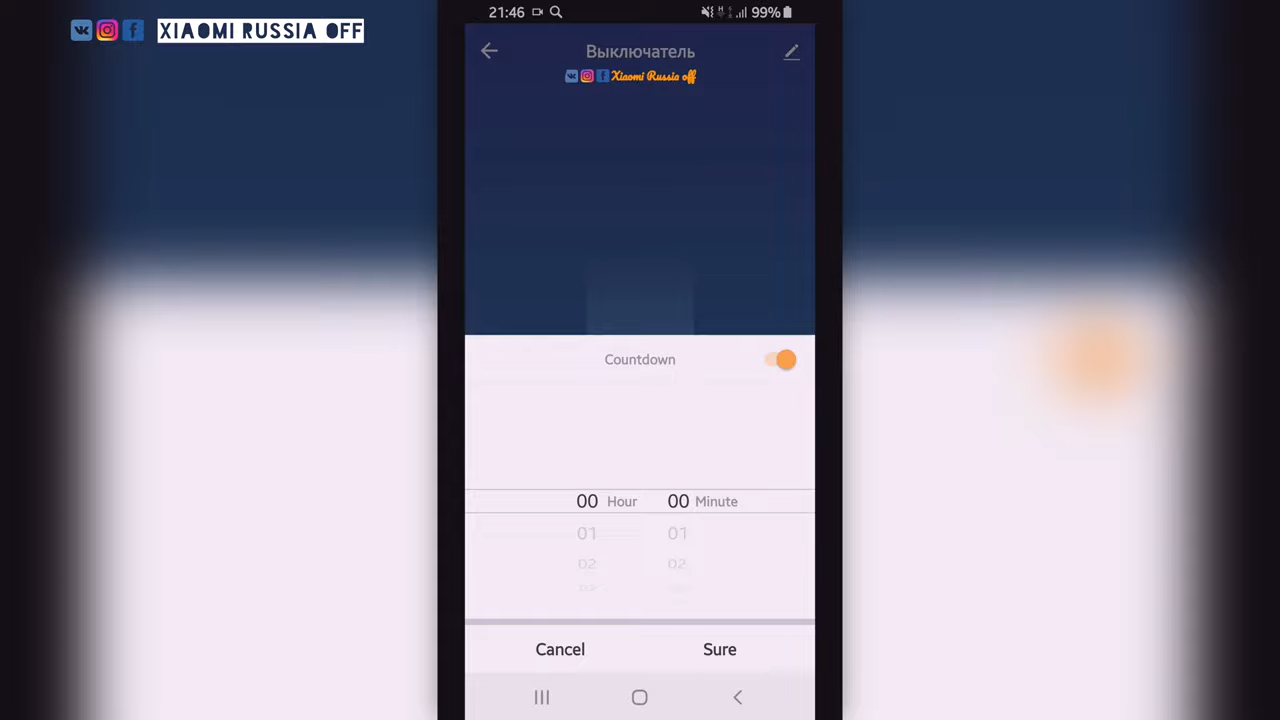 XIAOMI RUSSIA OFF
21:46
99%
Выключатель
Xiaomi Russia off
Countdown
00 Hour 00 Minute
01 01
02 02
Cancel Sure